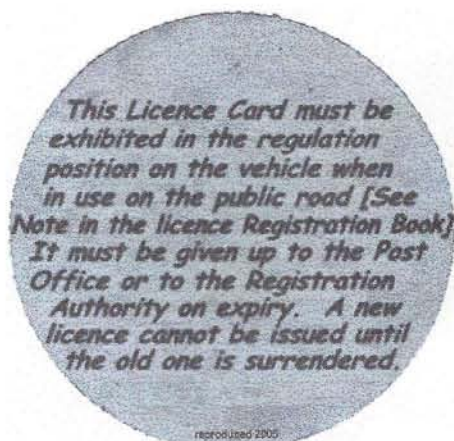 This Licence Card must be
exhibited in the regulation
position on the vehicle when
in use on the public road [See
Note in the licence Registration Book]
It must be given up to the Post
Office or to the Registration
Authority on expiry. A new
licence cannot be issued until
the old one is surrendered.
reproduced 2005